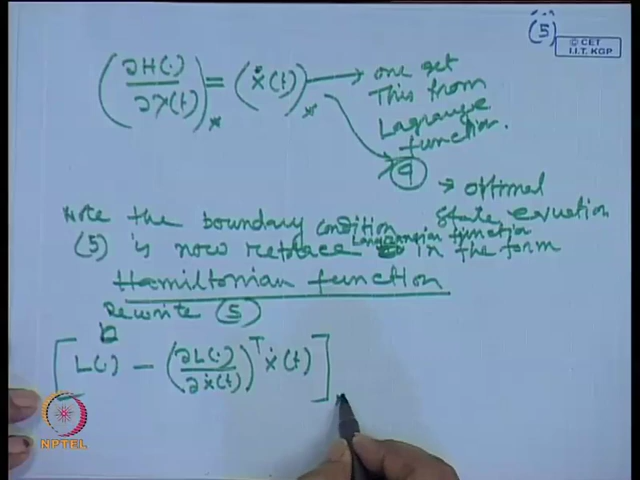 (5)
© CET
I.I.T. KGP
(∂H(·)/∂λ(t))* = (ẋ(t))* → one get
This from
Lagrange
function.
(9)
→ optimal
state equation
Note the boundary condition
(5) is now replace Lagrangian function in the form
Hamiltonian function
Rewrite (5)
[L(·) − (∂L(·)/∂ẋ(t))ᵀ ẋ(t)]
NPTEL